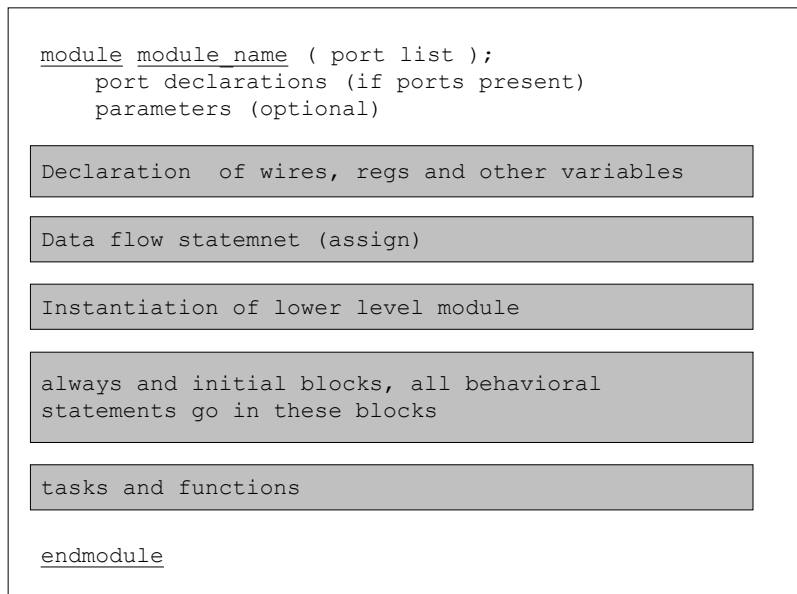 module module_name ( port list );
port declarations (if ports present)
parameters (optional)
Declaration of wires, regs and other variables
Data flow statemnet (assign)
Instantiation of lower level module
always and initial blocks, all behavioral
statements go in these blocks
tasks and functions
endmodule